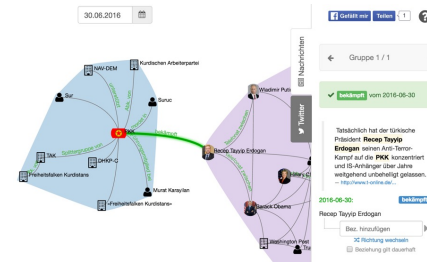 30.06.2016
Gefällt mir Teilen 1
Nachrichten
Twitter
Gruppe 1 / 1
NAV-DEM
Kurdischen Arbeiterpartei
Sur
Suruc
PKK
bekämpft
TAK
DHKP-C
Freiheitsfalken Kurdistans
Murat Karayilan
«Freiheitsfalken Kurdistans»
Wladimir Puti
Recep Tayyip Erdogan
Barack Obama
Washington Post
bekämpft vom 2016-06-30
Tatsächlich hat der türkische
Präsident Recep Tayyip
Erdogan seinen Anti-Terror-
Kampf auf die PKK konzentriert
und IS-Anhänger über Jahre
weitgehend unbehelligt gelassen.
— http://www.t-online.de/...
2016-06-30: bekämpft
Recep Tayyip Erdogan
Bez. hinzufügen
Richtung wechseln
Beziehung gilt dauerhaft